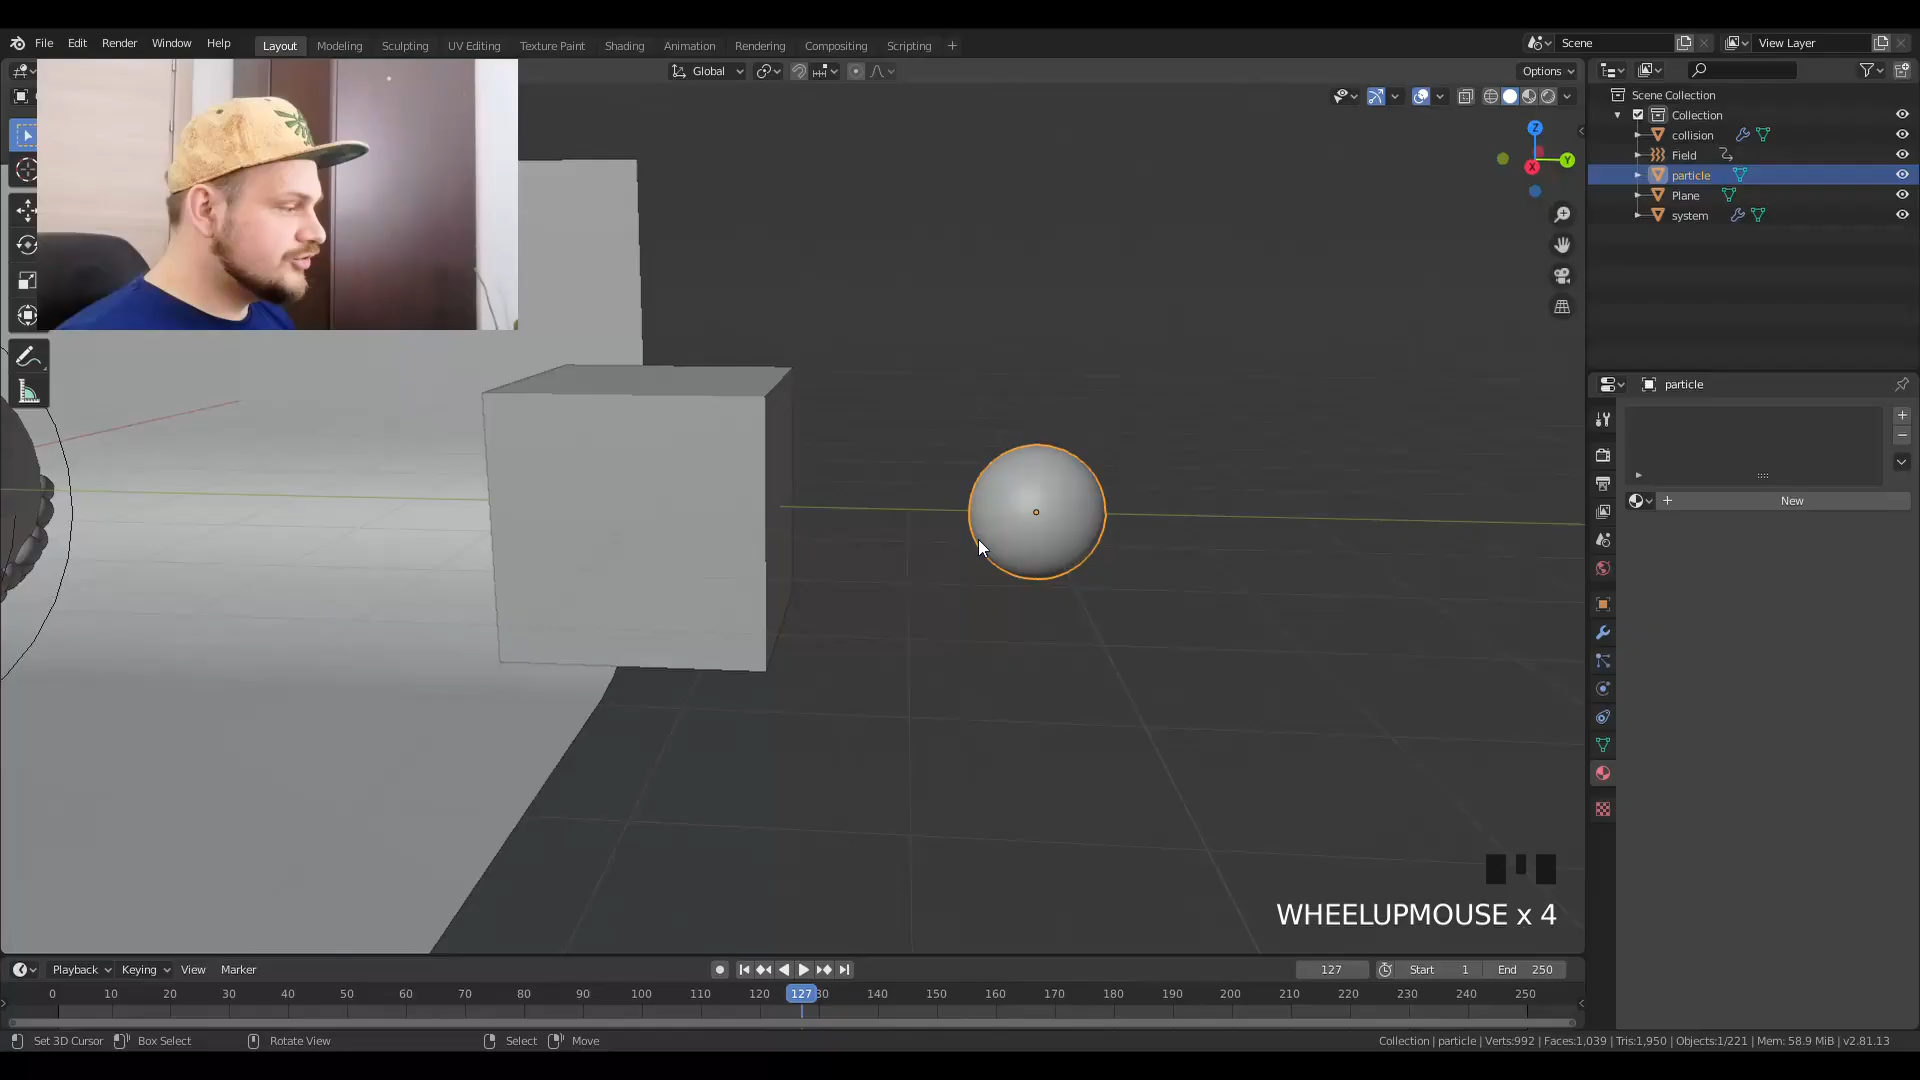 File Edit Render Window Help Layout Modeling Sculpting UV Editing Texture Paint Shading Animation Rendering Compositing Scripting + Scene View Layer
Global Options
Scene Collection
Collection
collision
Field
particle
Plane
system
Z
Y
X
particle
New
WHEELUPMOUSE x 4
Playback Keying View Marker 127 Start 1 End 250
0 10 20 30 40 50 60 70 80 90 100 110 120 127 30 140 150 160 170 180 190 200 210 220 230 240 250
Set 3D Cursor Box Select Rotate View Select Move Collection | particle | Verts:992 | Faces:1,039 | Tris:1,950 | Objects:1/221 | Mem: 58.9 MiB | v2.81.13